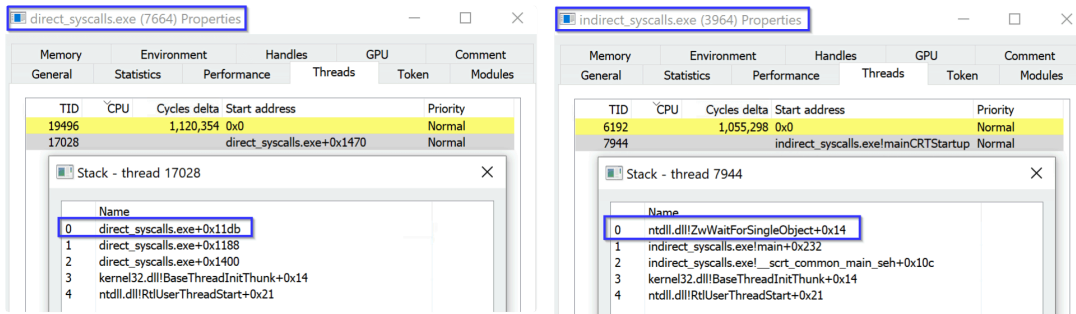 direct_syscalls.exe (7664) Properties
Memory Environment Handles GPU Comment
General Statistics Performance Threads Token Modules
TID CPU Cycles delta Start address Priority
19496 1,120,354 0x0 Normal
17028 direct_syscalls.exe+0x1470 Normal
Stack - thread 17028
Name
0 direct_syscalls.exe+0x11db
1 direct_syscalls.exe+0x1188
2 direct_syscalls.exe+0x1400
3 kernel32.dll!BaseThreadInitThunk+0x14
4 ntdll.dll!RtlUserThreadStart+0x21
indirect_syscalls.exe (3964) Properties
Memory Environment Handles GPU Comment
General Statistics Performance Threads Token Modules
TID CPU Cycles delta Start address Priority
6192 1,055,298 0x0 Normal
7944 indirect_syscalls.exe!mainCRTStartup Normal
Stack - thread 7944
Name
0 ntdll.dll!ZwWaitForSingleObject+0x14
1 indirect_syscalls.exe!main+0x232
2 indirect_syscalls.exe!__scrt_common_main_seh+0x10c
3 kernel32.dll!BaseThreadInitThunk+0x14
4 ntdll.dll!RtlUserThreadStart+0x21